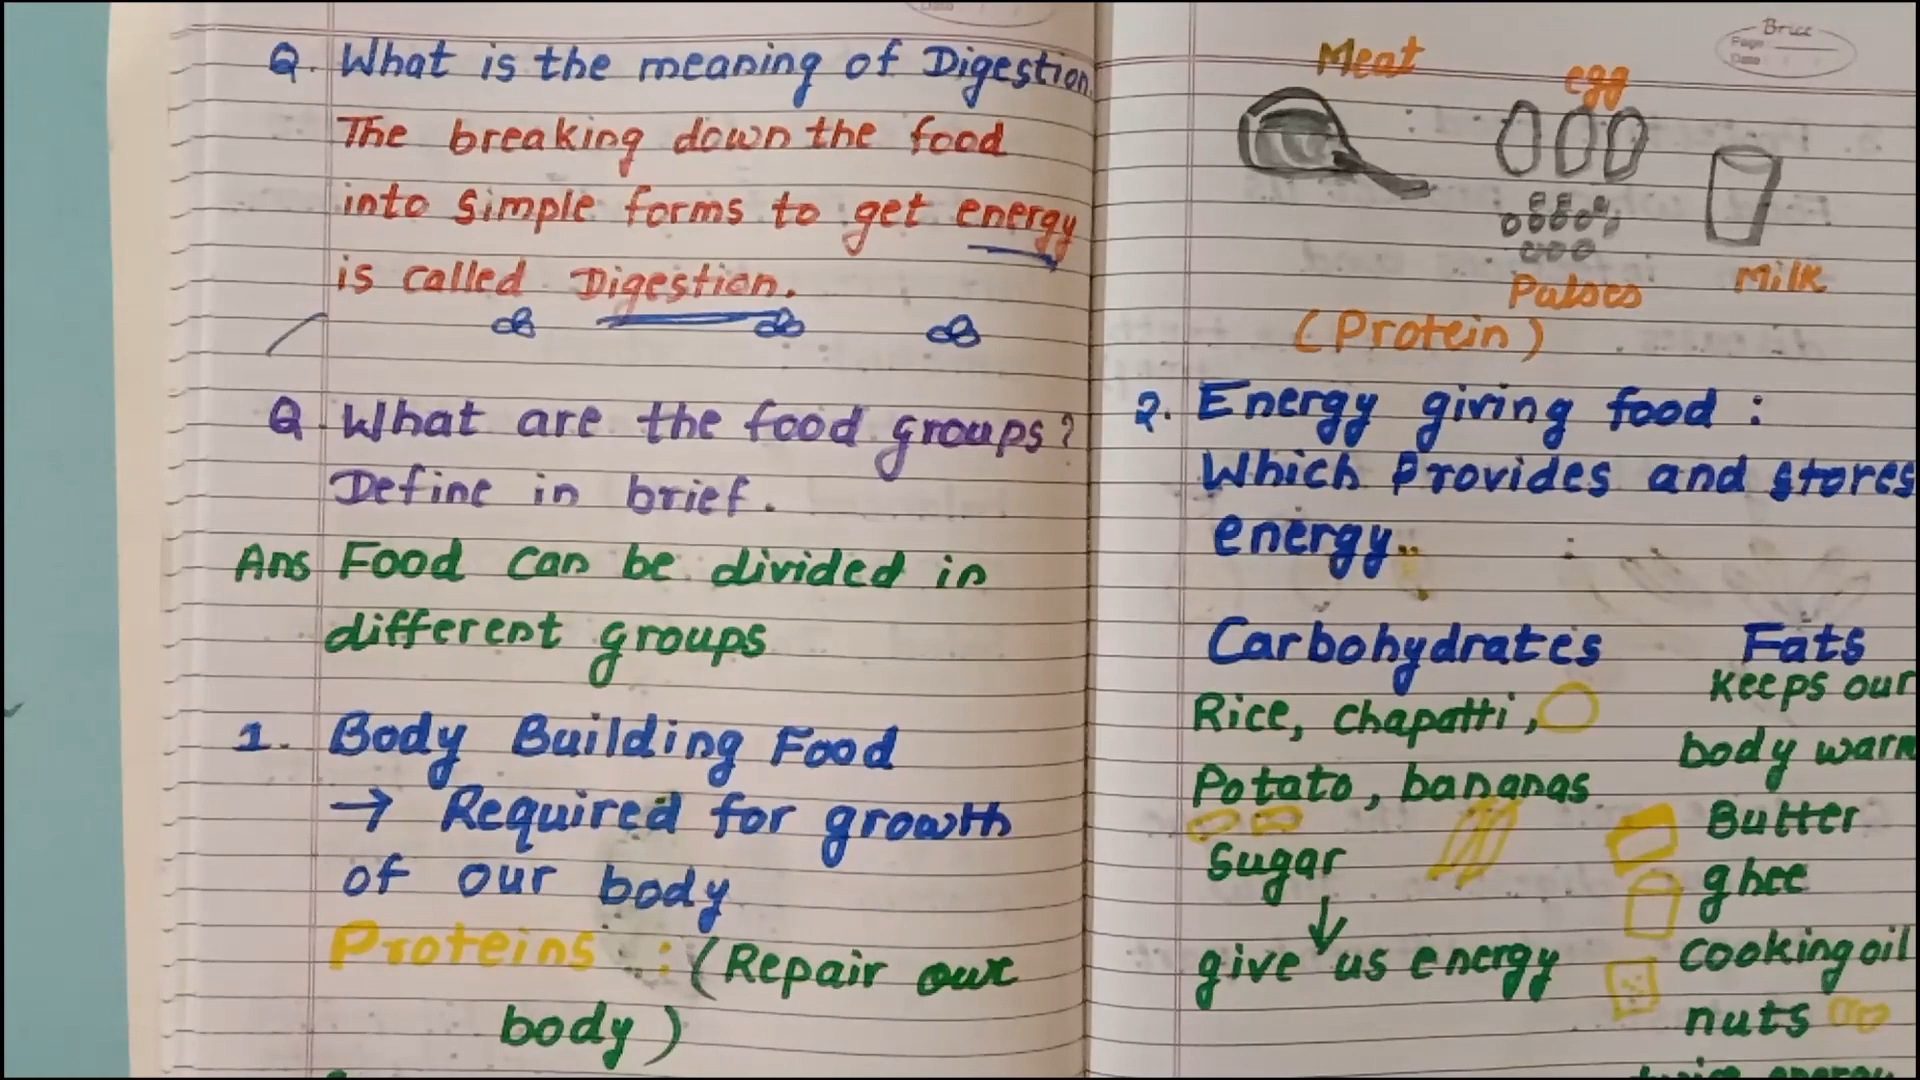 Q. What is the meaning of Digestion.
The breaking down the food
into simple forms to get energy
is called Digestion.
Q. What are the food groups?
Define in brief.
Ans Food can be divided in
different groups
1. Body Building Food
→ Required for growth
of our body
Proteins : (Repair our
body)
Brice
Page
Date
Meat
egg
Pulses
Milk
(Protein)
2. Energy giving food :
Which Provides and stores
energy.
Carbohydrates
Rice, chapatti,
Potato, bananas
Sugar
↓
give us energy
Fats
Keeps our
body warm
Butter
ghee
Cooking oil
nuts